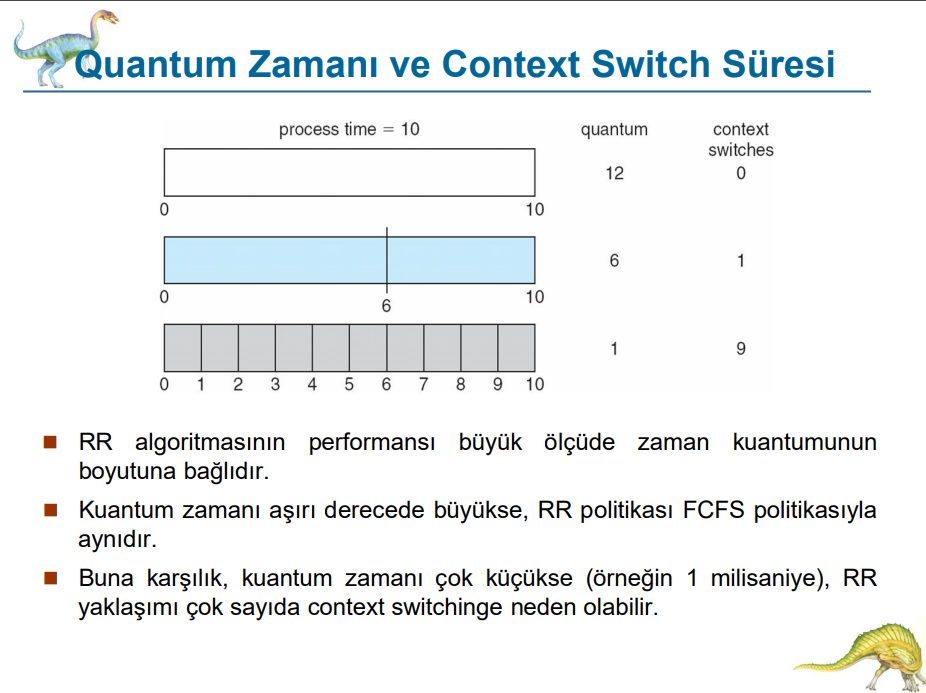 Quantum Zamanı ve Context Switch Süresi
process time = 10
quantum
context
switches
12
0
0
10
6
1
0
6
10
1
9
0 1 2 3 4 5 6 7 8 9 10
RR algoritmasının performansı büyük ölçüde zaman kuantumunun
boyutuna bağlıdır.
Kuantum zamanı aşırı derecede büyükse, RR politikası FCFS politikasıyla
aynıdır.
Buna karşılık, kuantum zamanı çok küçükse (örneğin 1 milisaniye), RR
yaklaşımı çok sayıda context switchinge neden olabilir.